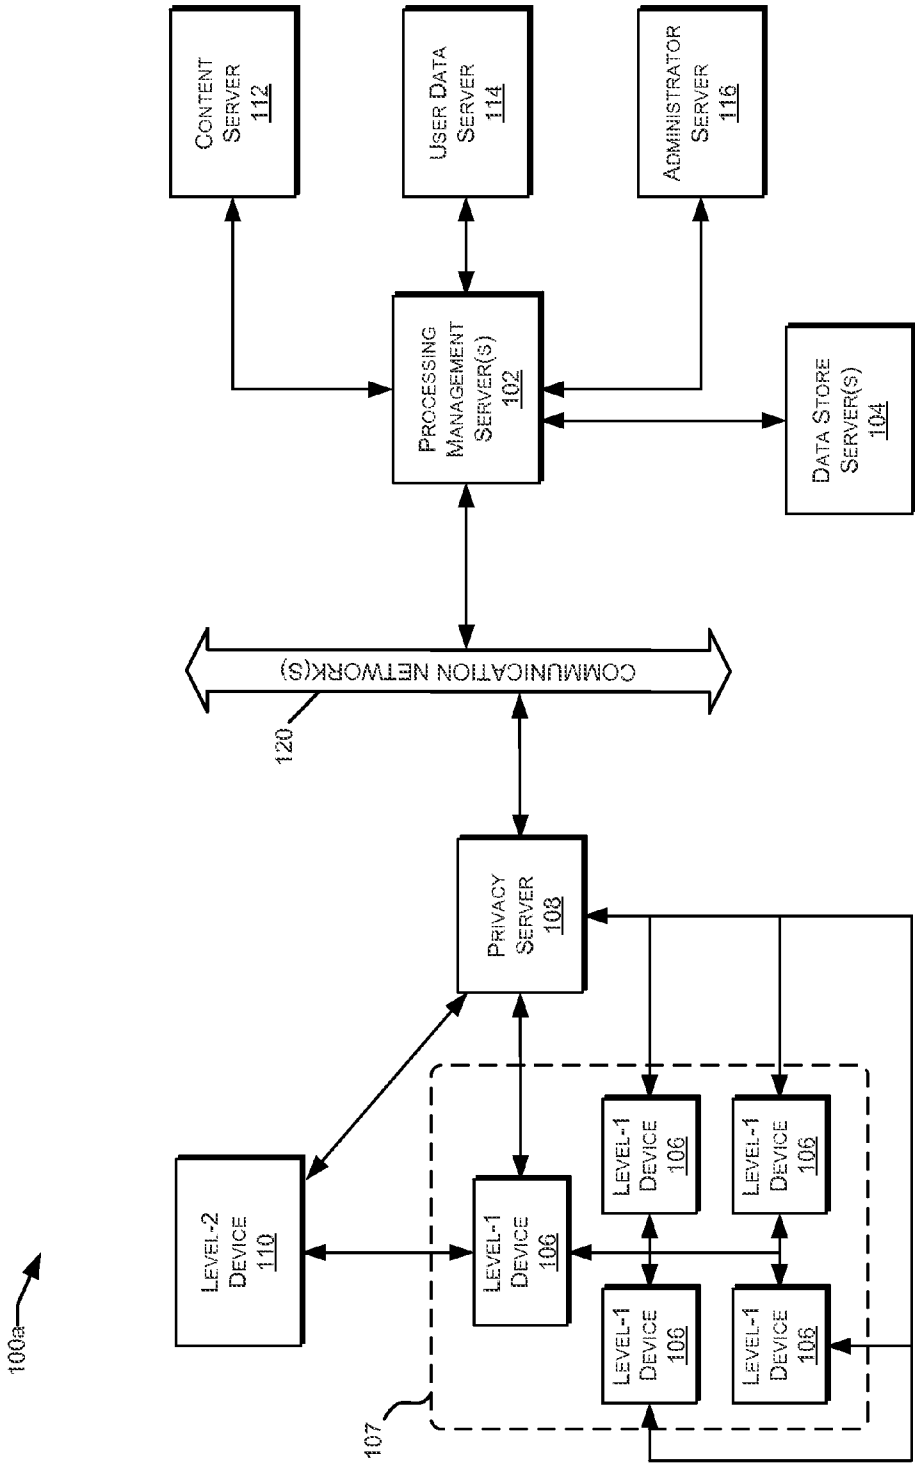 100a
107
LEVEL-2
DEVICE
110
LEVEL-1
DEVICE
106
LEVEL-1
DEVICE
106
LEVEL-1
DEVICE
106
LEVEL-1
DEVICE
106
LEVEL-1
DEVICE
106
PRIVACY
SERVER
108
120
COMMUNICATION NETWORK(S)
PROCESSING
MANAGEMENT
SERVER(S)
102
DATA STORE
SERVER(S)
104
CONTENT
SERVER
112
USER DATA
SERVER
114
ADMINISTRATOR
SERVER
116